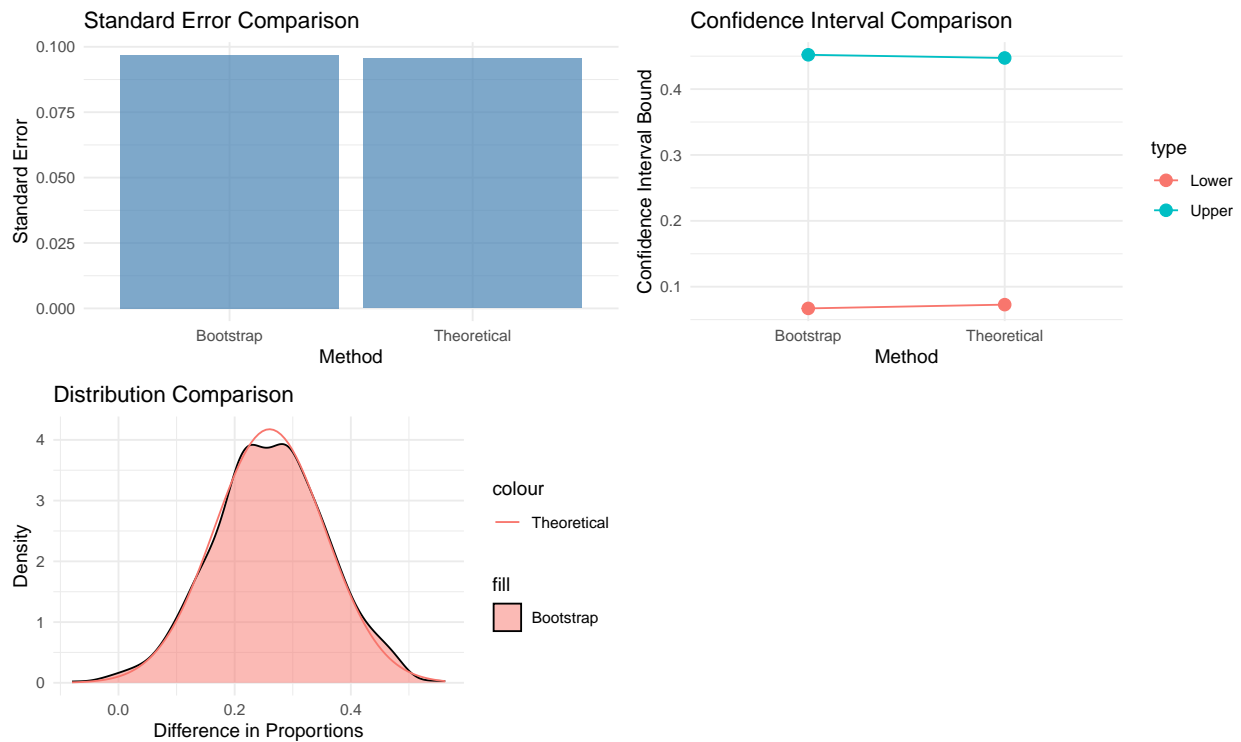 Standard Error Comparison
0.100
0.075
0.050
0.025
0.000
Standard Error
Bootstrap
Theoretical
Method
Confidence Interval Comparison
0.4
0.3
0.2
0.1
Confidence Interval Bound
Bootstrap
Theoretical
Method
type
Lower
Upper
Distribution Comparison
4
3
2
1
0
Density
0.0
0.2
0.4
Difference in Proportions
colour
Theoretical
fill
Bootstrap